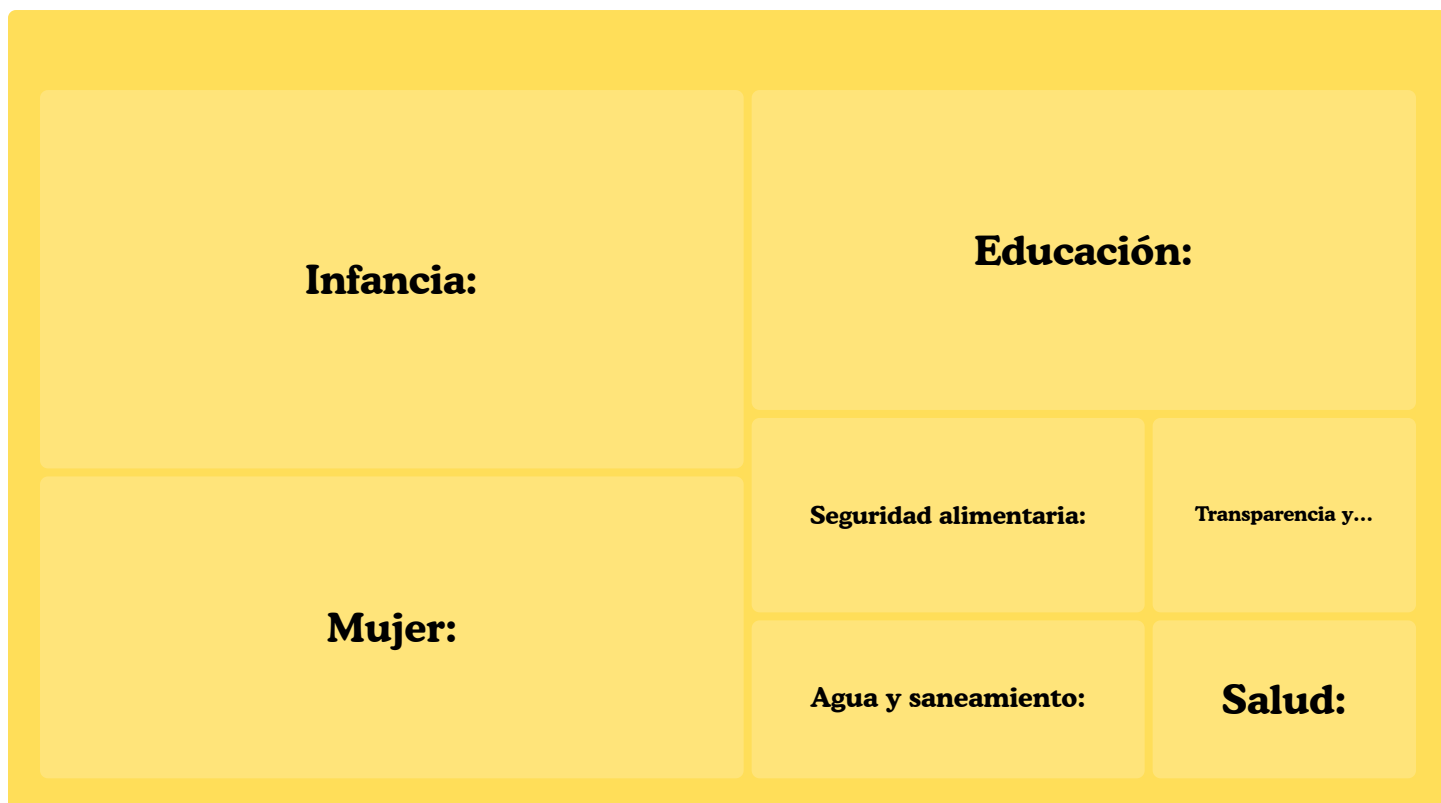 Infancia:
Educación:
Mujer:
Seguridad alimentaria:
Transparencia y...
Agua y saneamiento:
Salud: